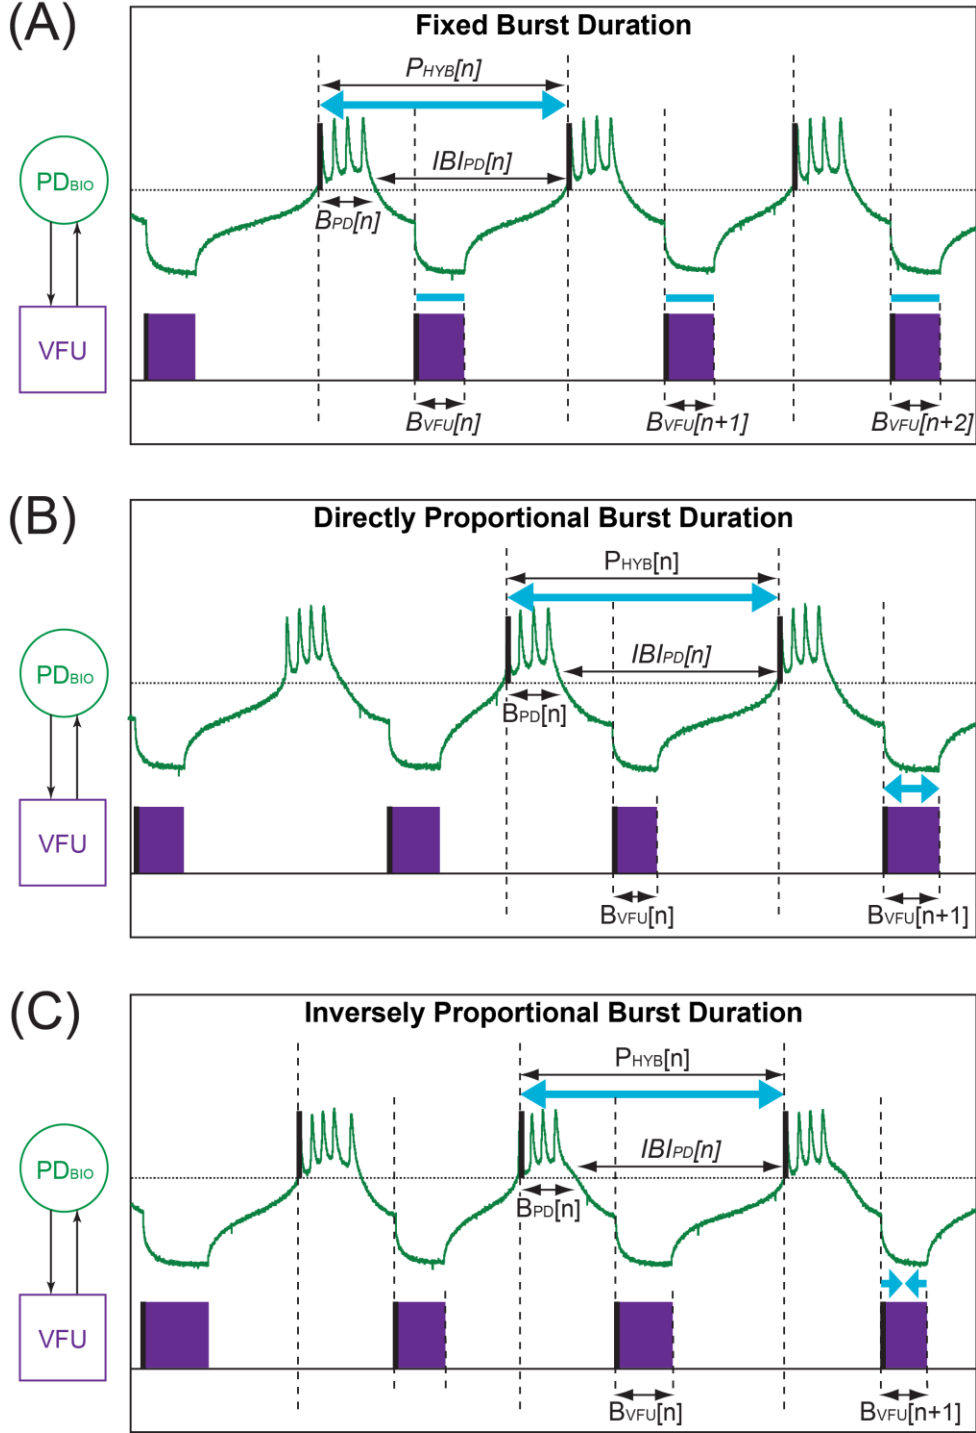 (A)
Fixed Burst Duration
PHYB[n]
IBIPD[n]
BPD[n]
PDBIO
VFU
BVFU[n]
BVFU[n+1]
BVFU[n+2]
(B)
Directly Proportional Burst Duration
PHYB[n]
IBIPD[n]
BPD[n]
PDBIO
VFU
BVFU[n]
BVFU[n+1]
(C)
Inversely Proportional Burst Duration
PHYB[n]
IBIPD[n]
BPD[n]
PDBIO
VFU
BVFU[n]
BVFU[n+1]